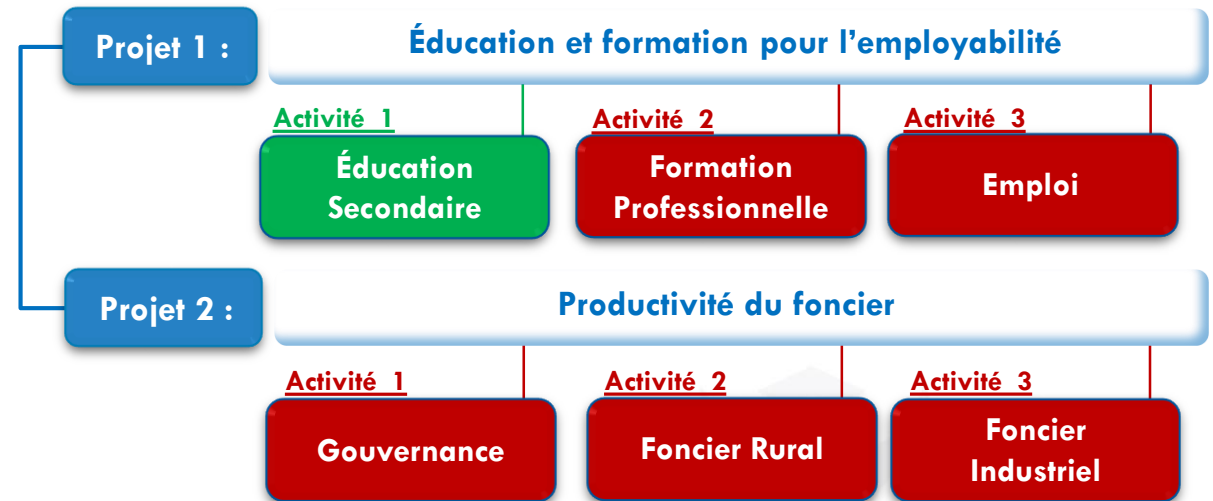 Projet 1 :
Éducation et formation pour l'employabilité
Activité 1
Éducation
Secondaire
Activité 2
Formation
Professionnelle
Activité 3
Emploi
Projet 2 :
Productivité du foncier
Activité 1
Gouvernance
Activité 2
Foncier Rural
Activité 3
Foncier
Industriel